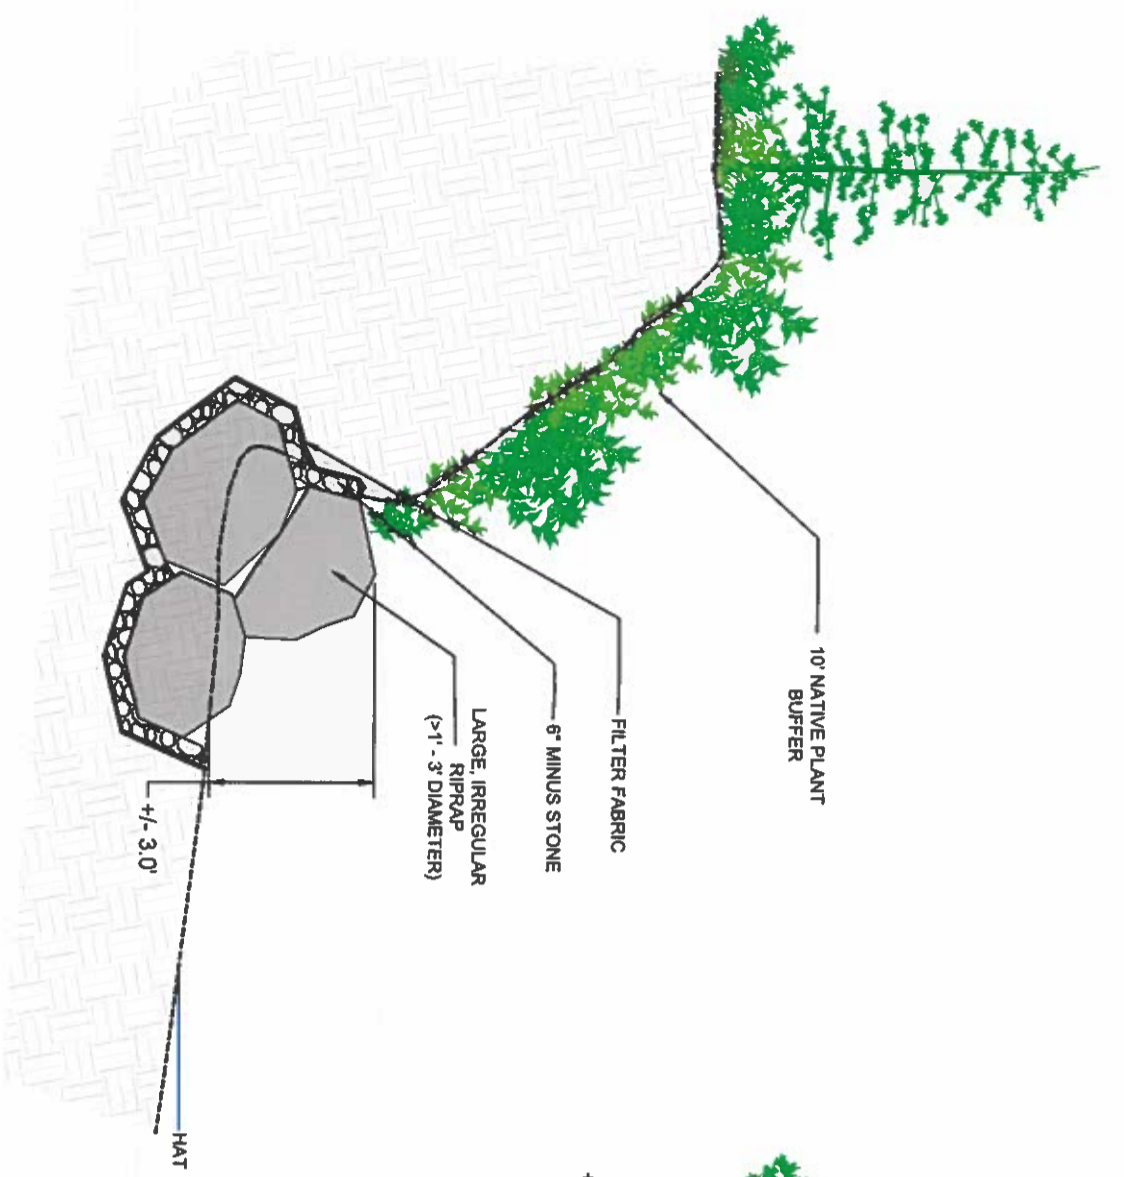 10' NATIVE PLANT
BUFFER
FILTER FABRIC
6" MINUS STONE
LARGE, IRREGULAR
RIPRAP
(>1' - 3' DIAMETER)
+/- 3.0'
HAT